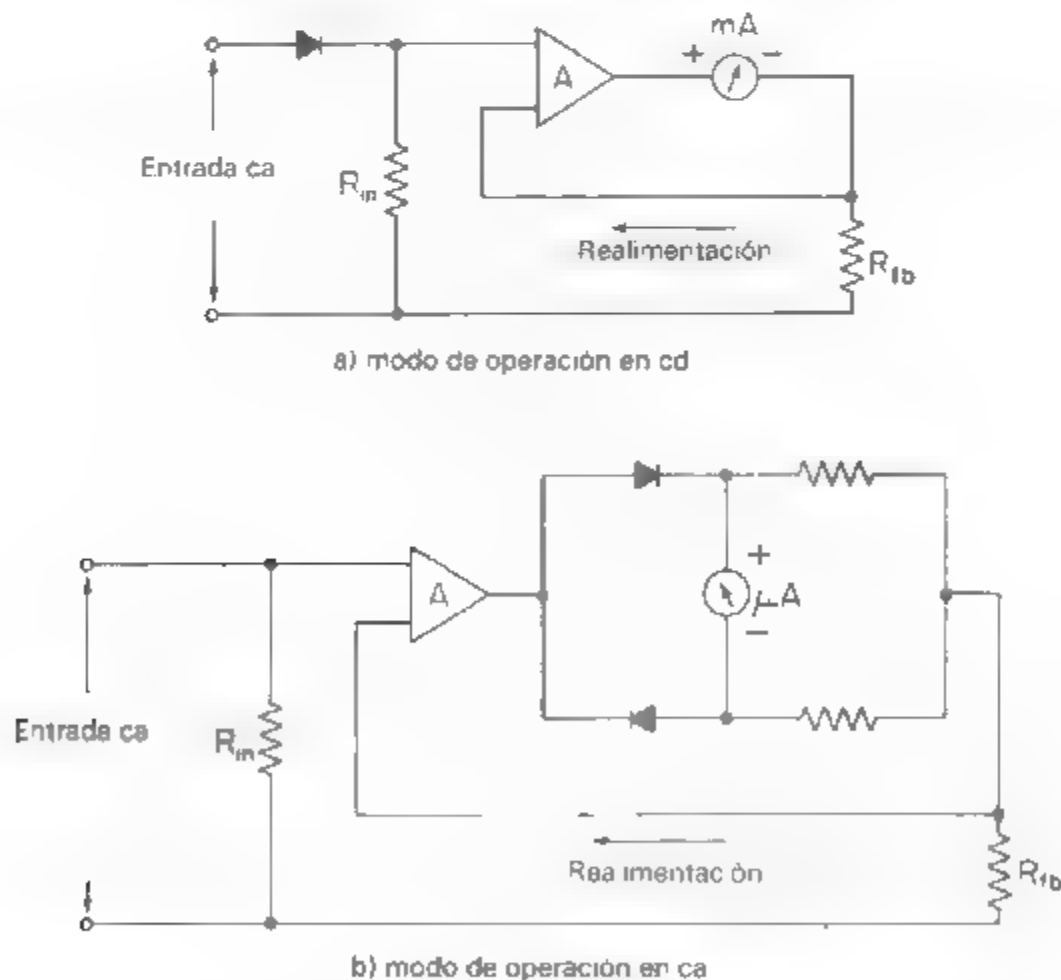 mA
+ −
A
Entrada ca
R_in
Realimentación
R_fb
a) modo de operación en cd
A
+
μA
−
Entrada ca
R_in
Rea imentac ón
R_fb
b) modo de operación en ca